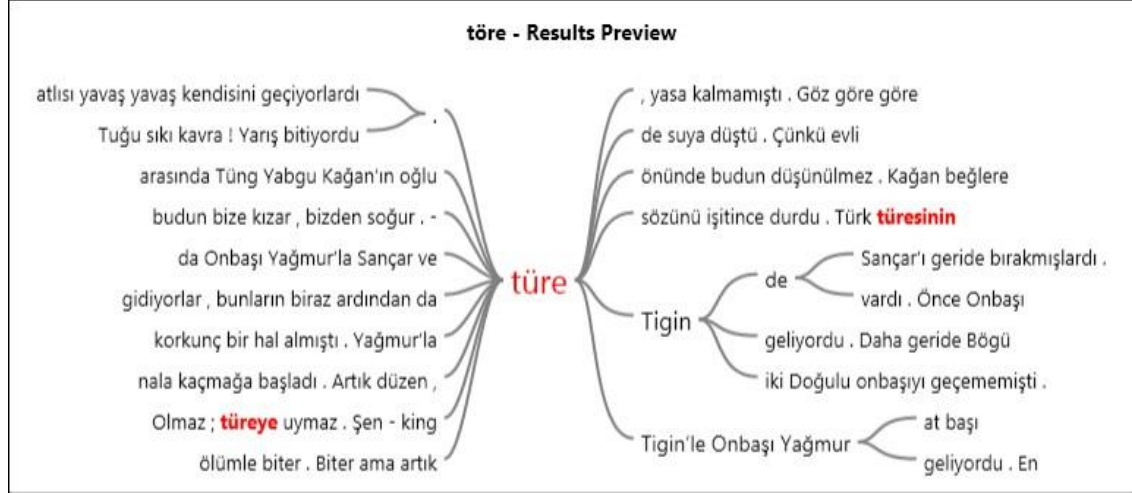 töre - Results Preview
atlısı yavaş yavaş kendisini geçiyorlardı
Tuğu sıkı kavra ! Yarış bitiyordu
.
arasında Tüng Yabgu Kağan'ın oğlu
budun bize kızar , bizden soğur . -
da Onbaşı Yağmur'la Sançar ve
gidiyorlar , bunların biraz ardından da
korkunç bir hal almıştı . Yağmur'la
nala kaçmağa başladı . Artık düzen ,
Olmaz ; türeye uymaz . Şen - king
ölümle biter . Biter ama artık
türe
, yasa kalmamıştı . Göz göre göre
de suya düştü . Çünkü evli
önünde budun düşünülmez . Kağan beğlere
sözünü işitince durdu . Türk türesinin
Tigin
de
Sançar'ı geride bırakmışlardı .
vardı . Önce Onbaşı
geliyordu . Daha geride Bögü
iki Doğulu onbaşıyı geçememişti .
Tigin'le Onbaşı Yağmur
at başı
geliyordu . En